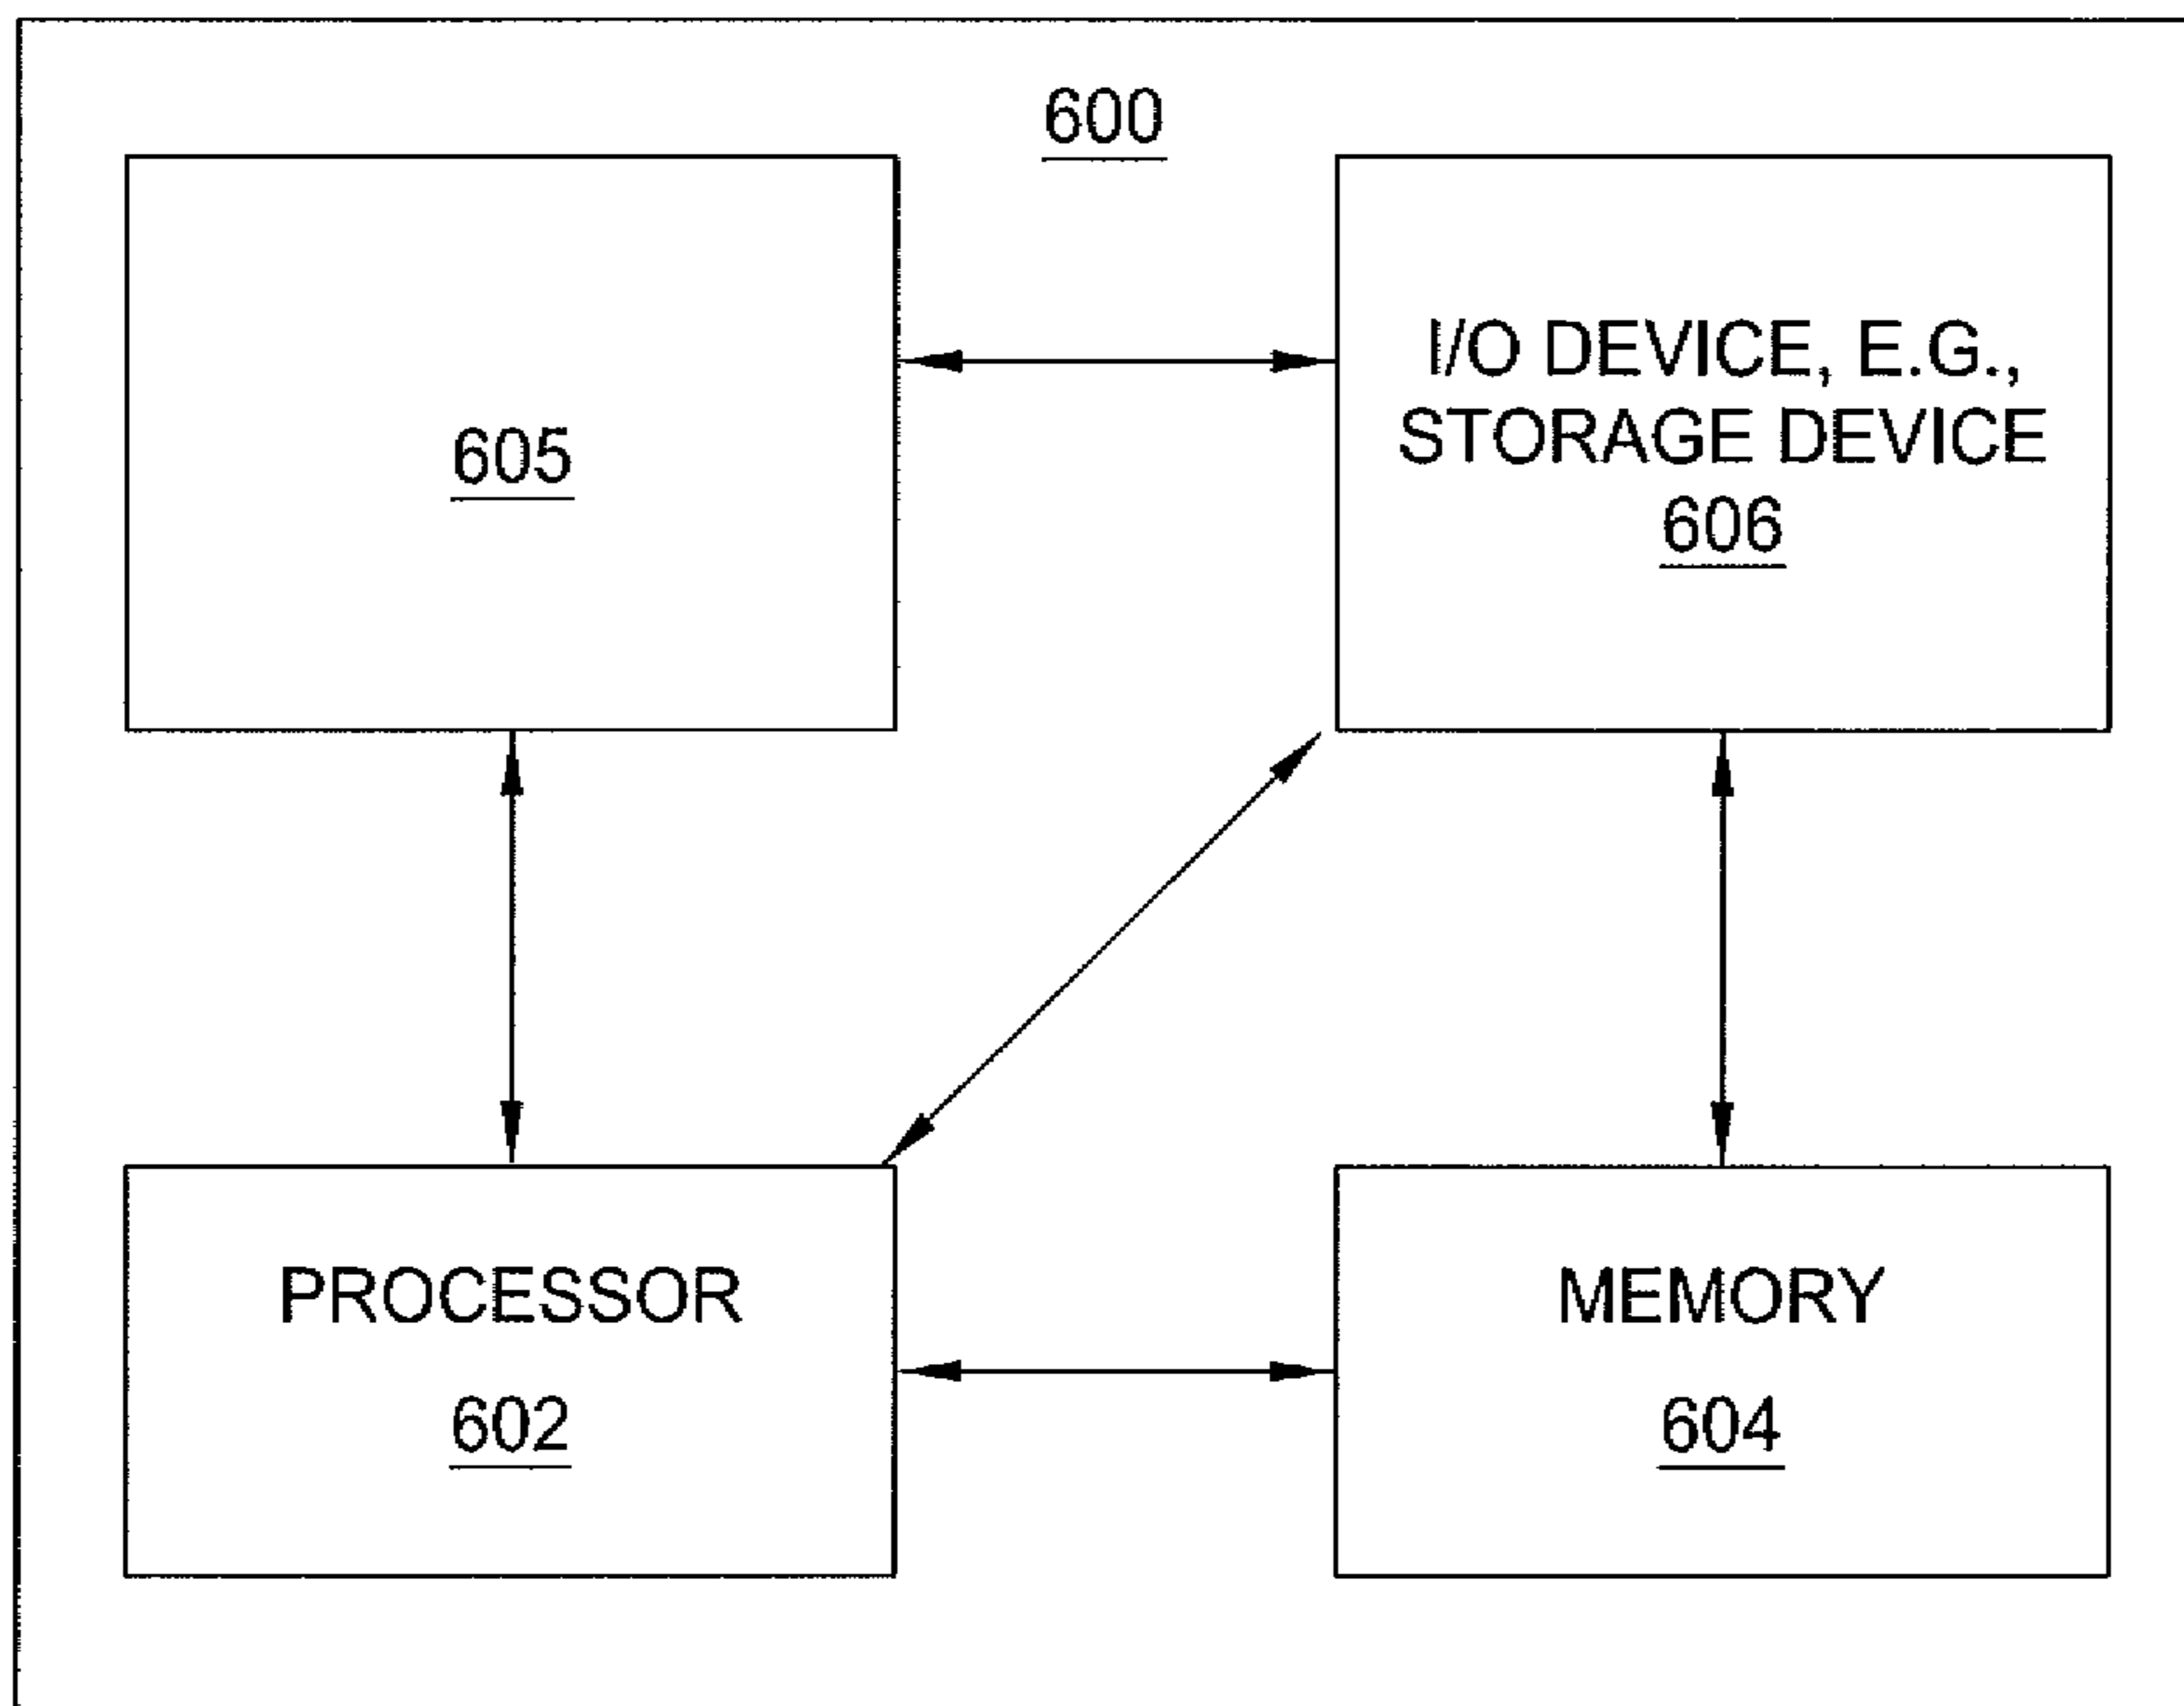 600
605
I/O DEVICE, E.G.,
STORAGE DEVICE
606
PROCESSOR
602
MEMORY
604